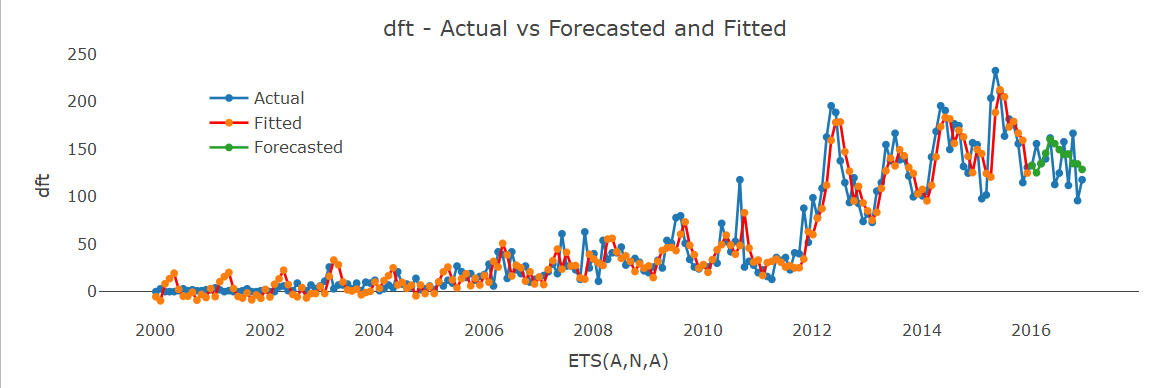 dft - Actual vs Forecasted and Fitted
250
200
150
100
50
0
dft
Actual
Fitted
Forecasted
2000 2002 2004 2006 2008 2010 2012 2014 2016
ETS(A,N,A)